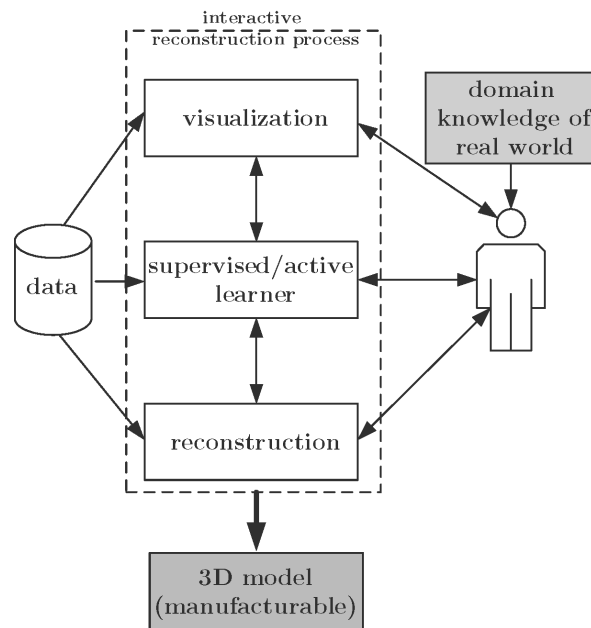 interactive
reconstruction process
visualization
domain
knowledge of
real world
data
supervised/active
learner
reconstruction
3D model
(manufacturable)